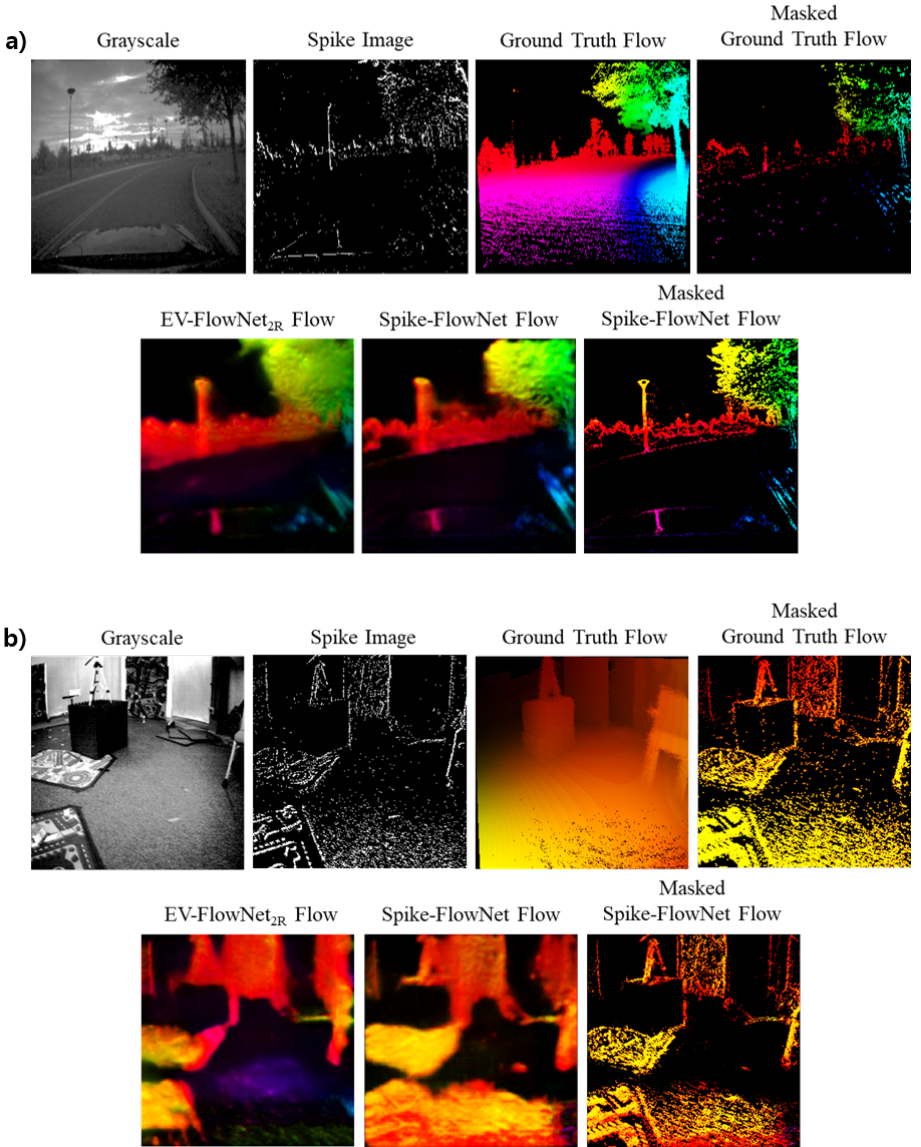 a)
Grayscale
Spike Image
Ground Truth Flow
Masked
Ground Truth Flow
EV-FlowNet2R Flow
Spike-FlowNet Flow
Masked
Spike-FlowNet Flow
b)
Grayscale
Spike Image
Ground Truth Flow
Masked
Ground Truth Flow
EV-FlowNet2R Flow
Spike-FlowNet Flow
Masked
Spike-FlowNet Flow